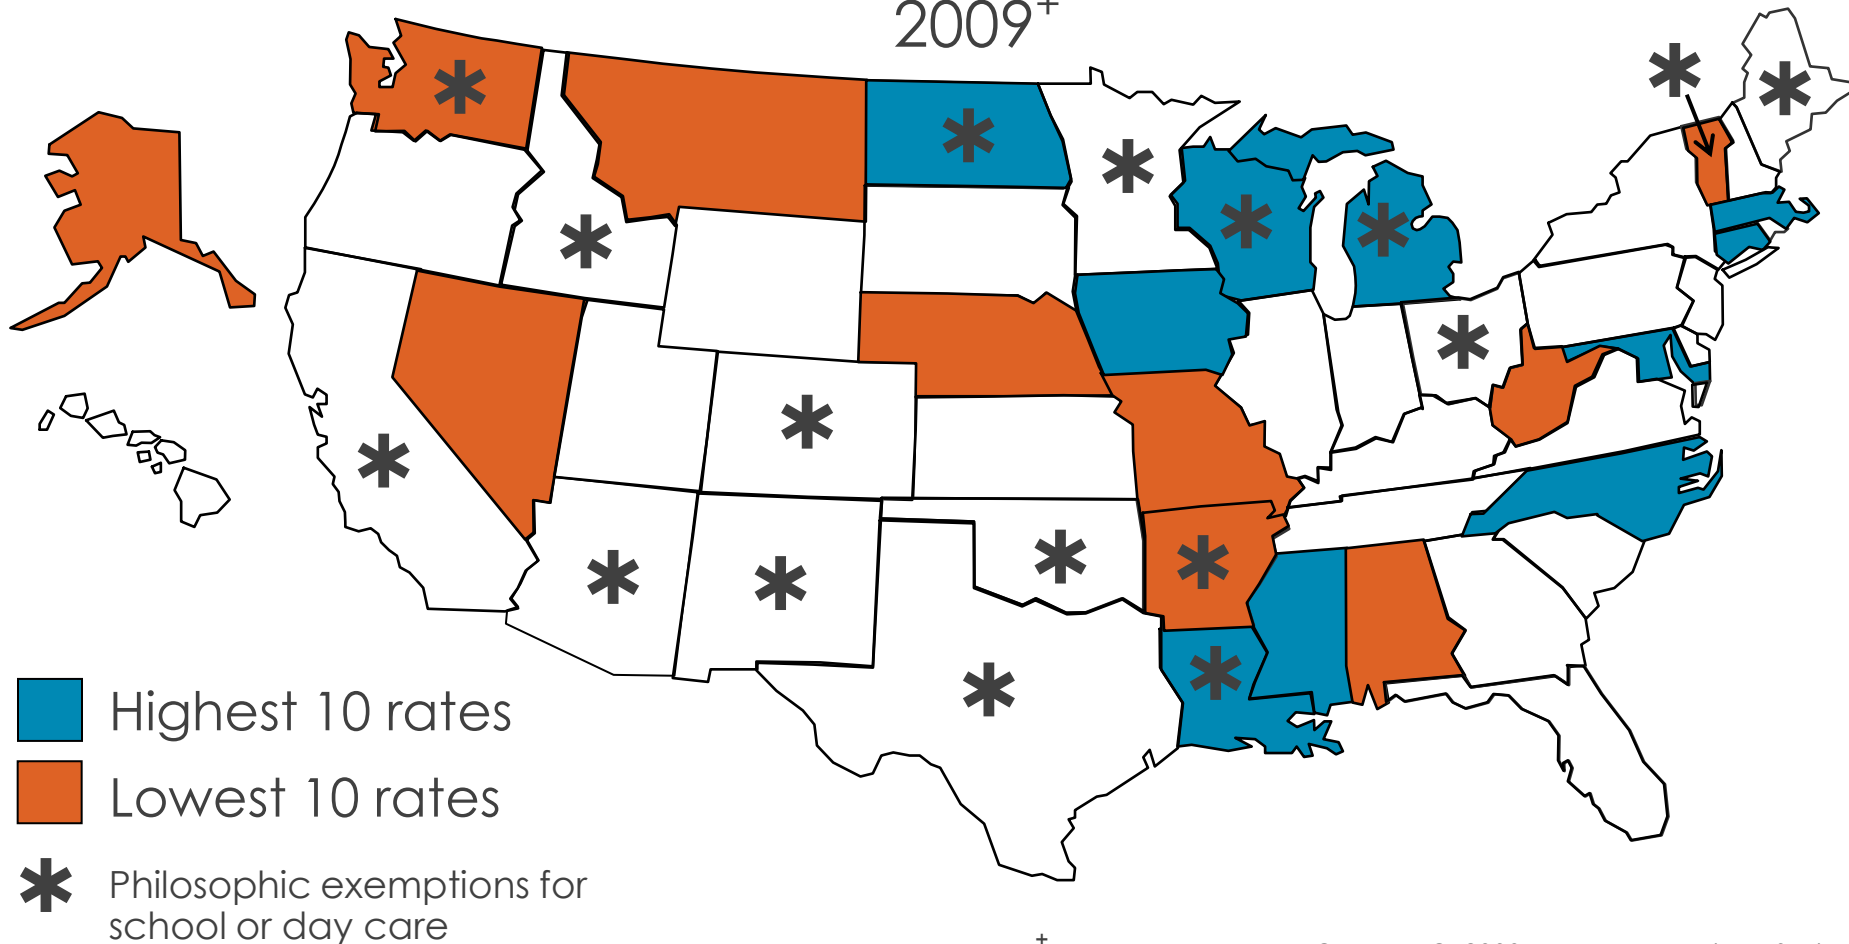 2009+
Highest 10 rates
Lowest 10 rates
* Philosophic exemptions for
school or day care
+